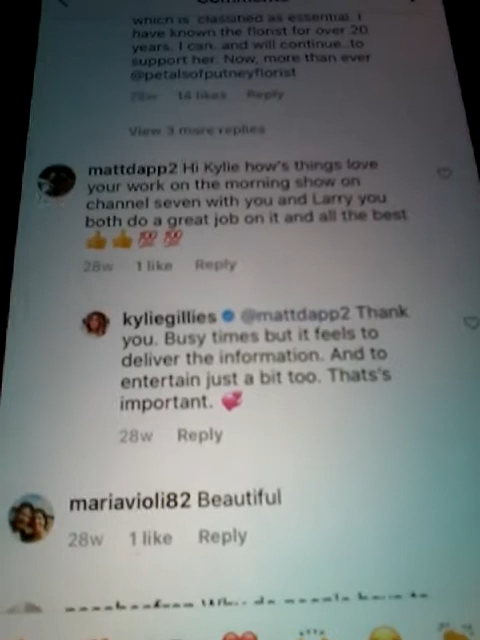 Comments
which is classified as essential. I
have known the florist for over 20
years. I can. and will continue..to
support her. Now, more than ever
@petalsofputneyflorist
28w 14 likes Reply
View 3 more replies
mattdapp2 Hi Kylie how's things love
your work on the morning show on
channel seven with you and Larry you
both do a great job on it and all the best
👍 👍 💯 💯
28w 1 like Reply
kyliegillies @mattdapp2 Thank
you. Busy times but it feels to
deliver the information. And to
entertain just a bit too. Thats's
important. 💞
28w Reply
mariavioli82 Beautiful
28w 1 like Reply